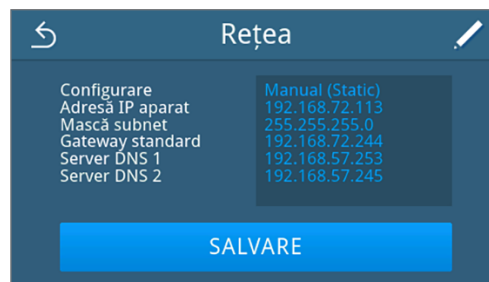 Rețea
Configurare Manual (Static)
Adresă IP aparat 192.168.72.113
Mască subnet 255.255.255.0
Gateway standard 192.168.72.244
Server DNS 1 192.168.57.253
Server DNS 2 192.168.57.245
SALVARE